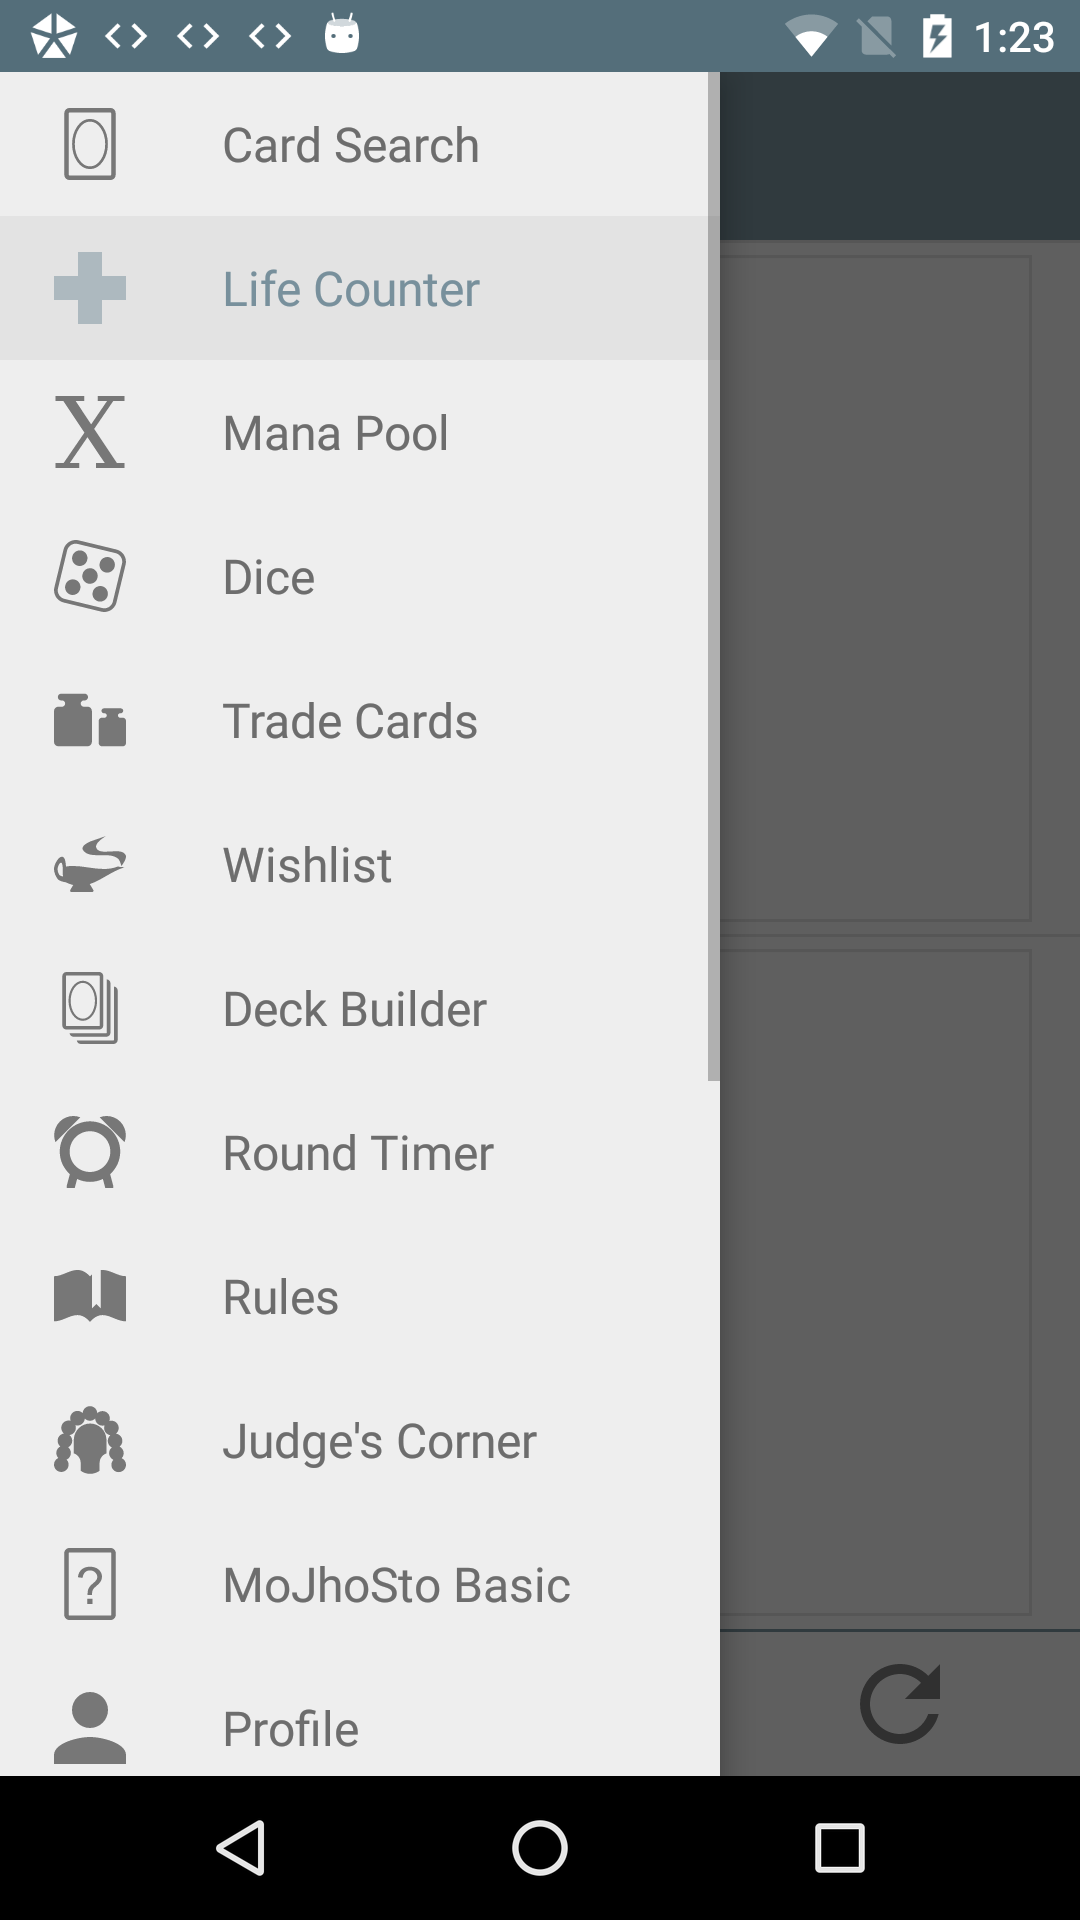 1:23
Card Search
Life Counter
X Mana Pool
Dice
Trade Cards
Wishlist
Deck Builder
Round Timer
Rules
Judge's Corner
? MoJhoSto Basic
Profile